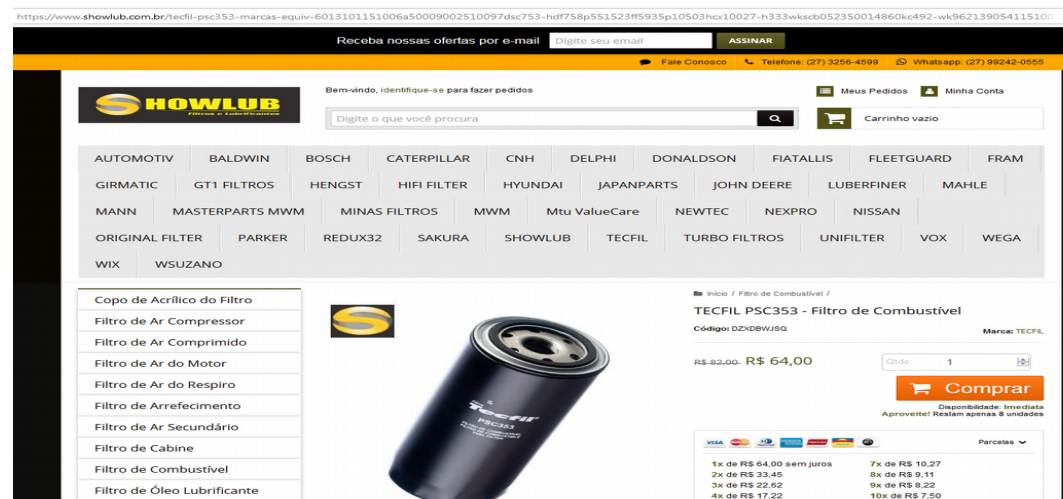 https://www.showlub.com.br/tecfil-psc353-marcas-equiv-6013101151006a50009002510097dsc753-hdf758p551523ff5935p10503hcx10027-h333wkscb052350014860kc492-wk9621390541151
Receba nossas ofertas por e-mail Digite seu email ASSINAR
Fale Conosco Telefone: (27) 3256-4599 Whatsapp: (27) 99242-0555
SHOWLUB
Filtros e Lubrificantes
Bem-vindo, identifique-se para fazer pedidos
Meus Pedidos Minha Conta
Digite o que você procura
Carrinho vazio
AUTOMOTIV BALDWIN BOSCH CATERPILLAR CNH DELPHI DONALDSON FIATALLIS FLEETGUARD FRAM
GIRMATIC GT1 FILTROS HENGST HIFI FILTER HYUNDAI JAPANPARTS JOHN DEERE LUBERFINER MAHLE
MANN MASTERPARTS MWM MINAS FILTROS MWM Mtu ValueCare NEWTEC NEXPRO NISSAN
ORIGINAL FILTER PARKER REDUX32 SAKURA SHOWLUB TECFIL TURBO FILTROS UNIFILTER VOX WEGA
WIX WSUZANO
Copo de Acrílico do Filtro
Filtro de Ar Compressor
Filtro de Ar Comprimido
Filtro de Ar do Motor
Filtro de Ar do Respiro
Filtro de Arrefecimento
Filtro de Ar Secundário
Filtro de Cabine
Filtro de Combustível
Filtro de Óleo Lubrificante
Tecfil
PSC353
Início / Filtro de Combustível /
TECFIL PSC353 - Filtro de Combustível
Código: DZXDBWJSQ Marca: TECFIL
R$ 82,00 R$ 64,00
Qtde: 1
Comprar
Disponibilidade: Imediata
Aproveite! Restam apenas 8 unidades
VISA
Parcelas
1x de R$ 64,00 sem juros 7x de R$ 10,27
2x de R$ 33,45 8x de R$ 9,11
3x de R$ 22,62 9x de R$ 8,22
4x de R$ 17,22 10x de R$ 7,50